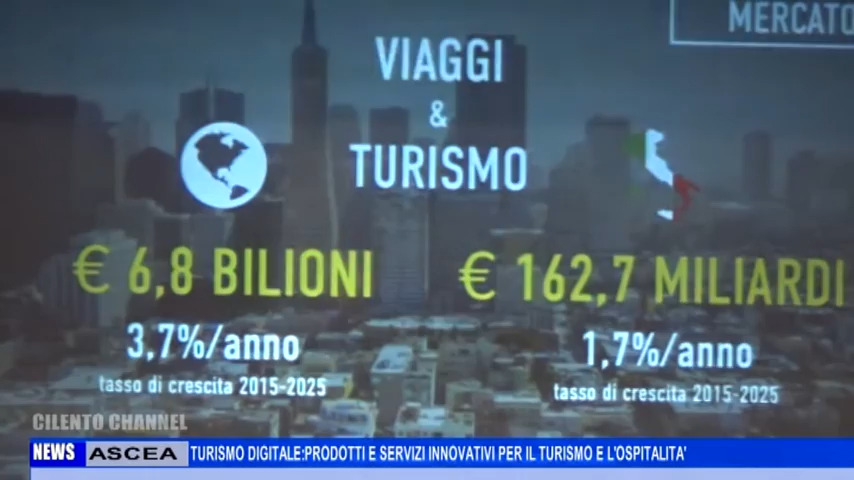 MERCATO
VIAGGI
&
TURISMO
€ 6,8 BILIONI
€ 162,7 MILIARDI
3,7%/anno
1,7%/anno
tasso di crescita 2015-2025
tasso di crescita 2015-2025
CILENTO CHANNEL
NEWS ASCEA TURISMO DIGITALE:PRODOTTI E SERVIZI INNOVATIVI PER IL TURISMO E L'OSPITALITA'